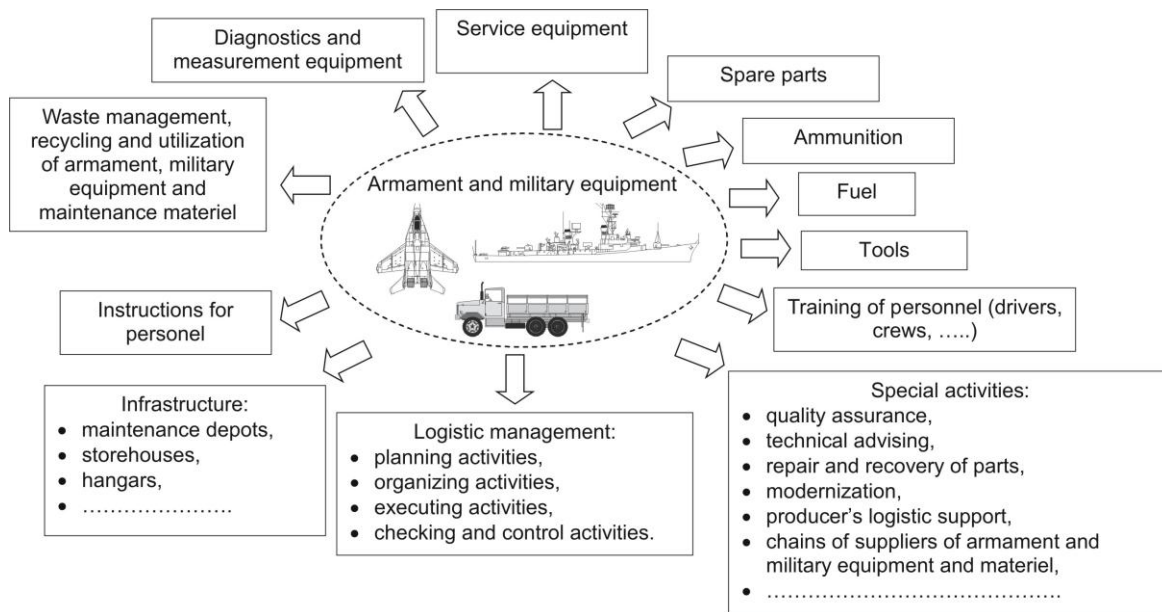 Diagnostics and
measurement equipment
Service equipment
Spare parts
Waste management,
recycling and utilization
of armament, military
equipment and
maintenance materiel
Ammunition
Armament and military equipment
Fuel
Tools
Instructions for
personel
Training of personnel (drivers,
crews, …..)
Infrastructure:
• maintenance depots,
• storehouses,
• hangars,
• ………………….
Logistic management:
• planning activities,
• organizing activities,
• executing activities,
• checking and control activities.
Special activities:
• quality assurance,
• technical advising,
• repair and recovery of parts,
• modernization,
• producer’s logistic support,
• chains of suppliers of armament and
military equipment and materiel,
• ……………………………………